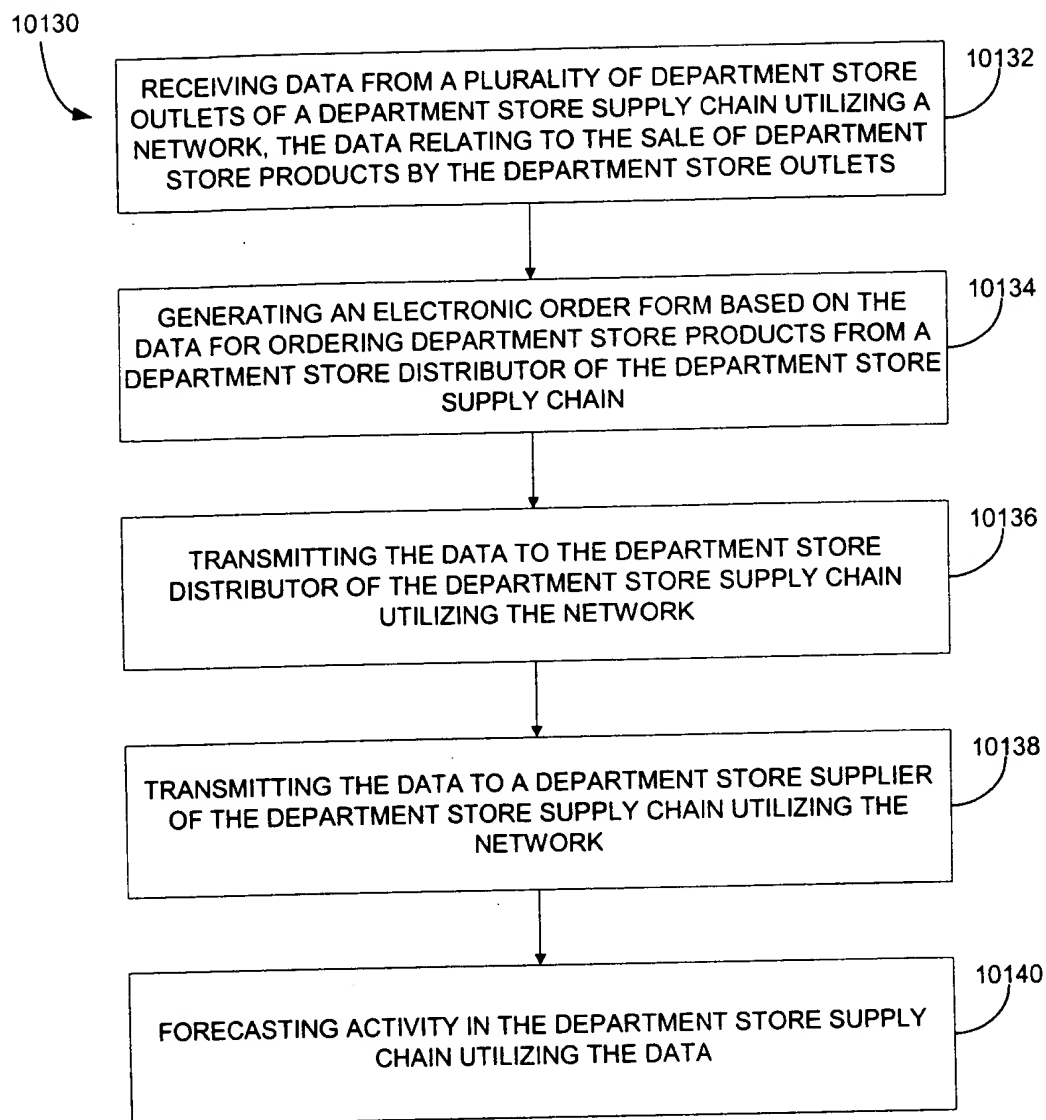 10130
10132
RECEIVING DATA FROM A PLURALITY OF DEPARTMENT STORE
OUTLETS OF A DEPARTMENT STORE SUPPLY CHAIN UTILIZING A
NETWORK, THE DATA RELATING TO THE SALE OF DEPARTMENT
STORE PRODUCTS BY THE DEPARTMENT STORE OUTLETS
10134
GENERATING AN ELECTRONIC ORDER FORM BASED ON THE
DATA FOR ORDERING DEPARTMENT STORE PRODUCTS FROM A
DEPARTMENT STORE DISTRIBUTOR OF THE DEPARTMENT STORE
SUPPLY CHAIN
10136
TRANSMITTING THE DATA TO THE DEPARTMENT STORE
DISTRIBUTOR OF THE DEPARTMENT STORE SUPPLY CHAIN
UTILIZING THE NETWORK
10138
TRANSMITTING THE DATA TO A DEPARTMENT STORE SUPPLIER
OF THE DEPARTMENT STORE SUPPLY CHAIN UTILIZING THE
NETWORK
10140
FORECASTING ACTIVITY IN THE DEPARTMENT STORE SUPPLY
CHAIN UTILIZING THE DATA